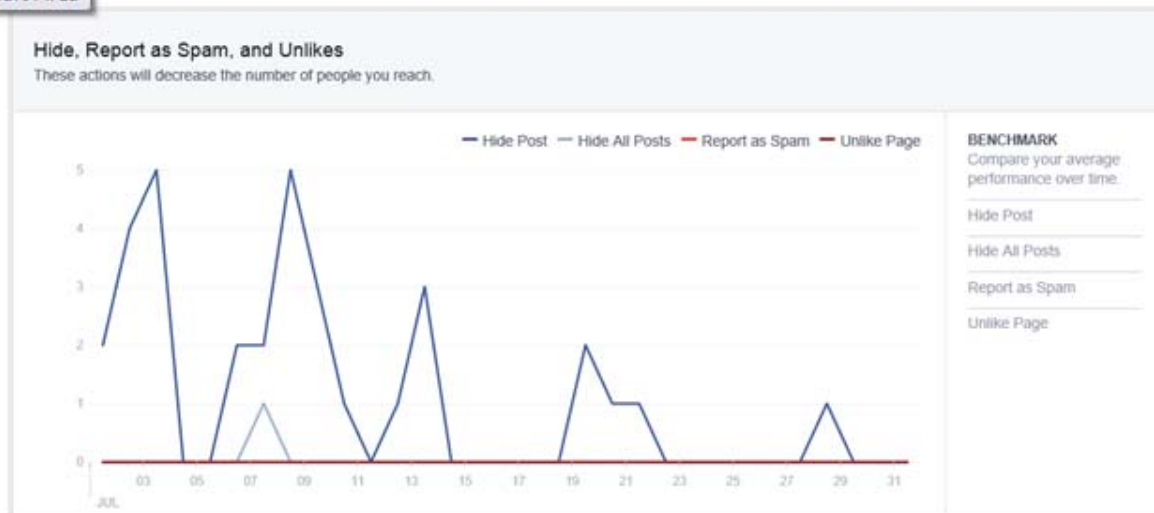 Hide, Report as Spam, and Unlikes
These actions will decrease the number of people you reach.
Hide Post Hide All Posts Report as Spam Unlike Page
5
4
3
2
1
0
03 05 07 09 11 13 15 17 19 21 23 25 27 29 31
JUL
BENCHMARK
Compare your average
performance over time.
Hide Post
Hide All Posts
Report as Spam
Unlike Page